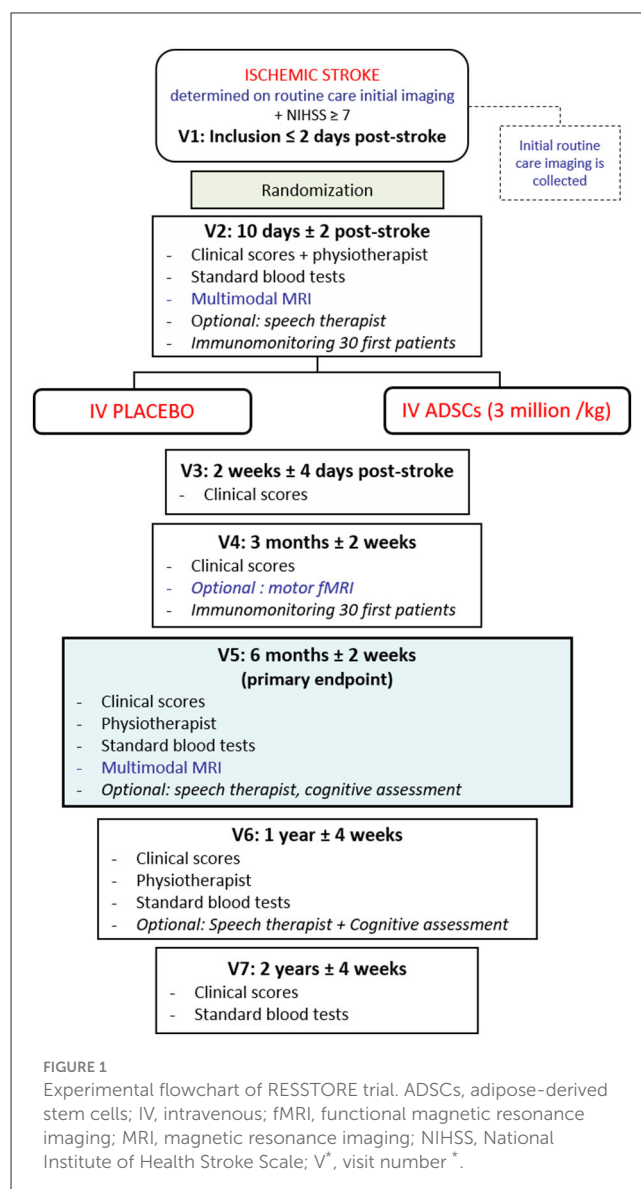 ISCHEMIC STROKE
determined on routine care initial imaging
+ NIHSS ≥ 7
V1: Inclusion ≤ 2 days post-stroke
Initial routine
care imaging is
collected
Randomization
V2: 10 days ± 2 post-stroke
- Clinical scores + physiotherapist
- Standard blood tests
- Multimodal MRI
- Optional: speech therapist
- Immunomonitoring 30 first patients
IV PLACEBO
IV ADSCs (3 million /kg)
V3: 2 weeks ± 4 days post-stroke
- Clinical scores
V4: 3 months ± 2 weeks
- Clinical scores
- Optional : motor fMRI
- Immunomonitoring 30 first patients
V5: 6 months ± 2 weeks
(primary endpoint)
- Clinical scores
- Physiotherapist
- Standard blood tests
- Multimodal MRI
- Optional: speech therapist, cognitive assessment
V6: 1 year ± 4 weeks
- Clinical scores
- Physiotherapist
- Standard blood tests
- Optional: Speech therapist + Cognitive assessment
V7: 2 years ± 4 weeks
- Clinical scores
- Standard blood tests
FIGURE 1
Experimental flowchart of RESSTORE trial. ADSCs, adipose-derived
stem cells; IV, intravenous; fMRI, functional magnetic resonance
imaging; MRI, magnetic resonance imaging; NIHSS, National
Institute of Health Stroke Scale; V*, visit number *.